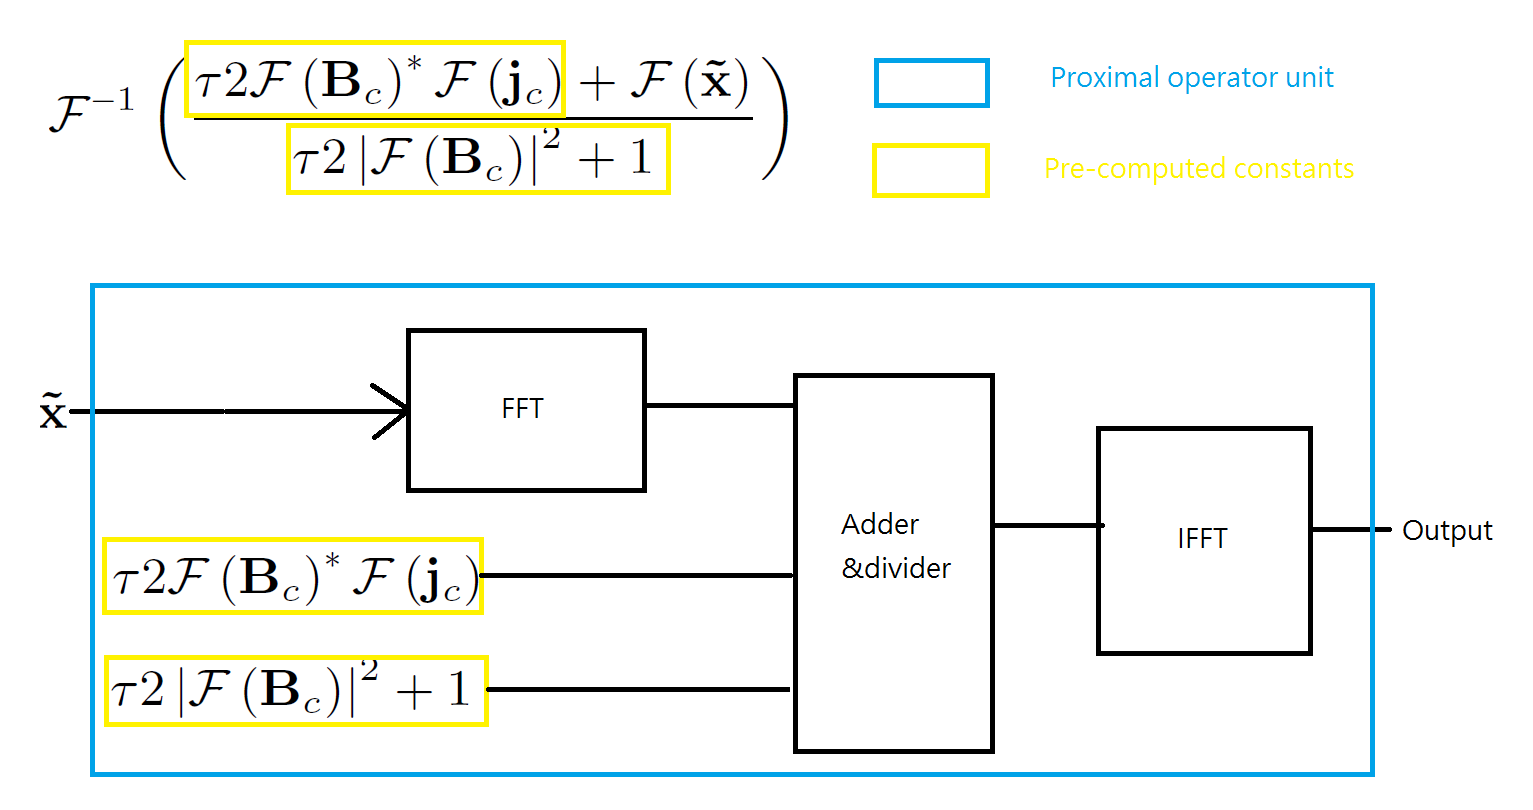 τ2ℱ(B_c)* ℱ(j_c) + ℱ(x̃)
ℱ⁻¹ ( )
τ2 |ℱ(B_c)|² + 1
Proximal operator unit
Pre-computed constants
FFT
x̃
Adder
&divider
IFFT
Output
τ2ℱ(B_c)* ℱ(j_c)
τ2 |ℱ(B_c)|² + 1